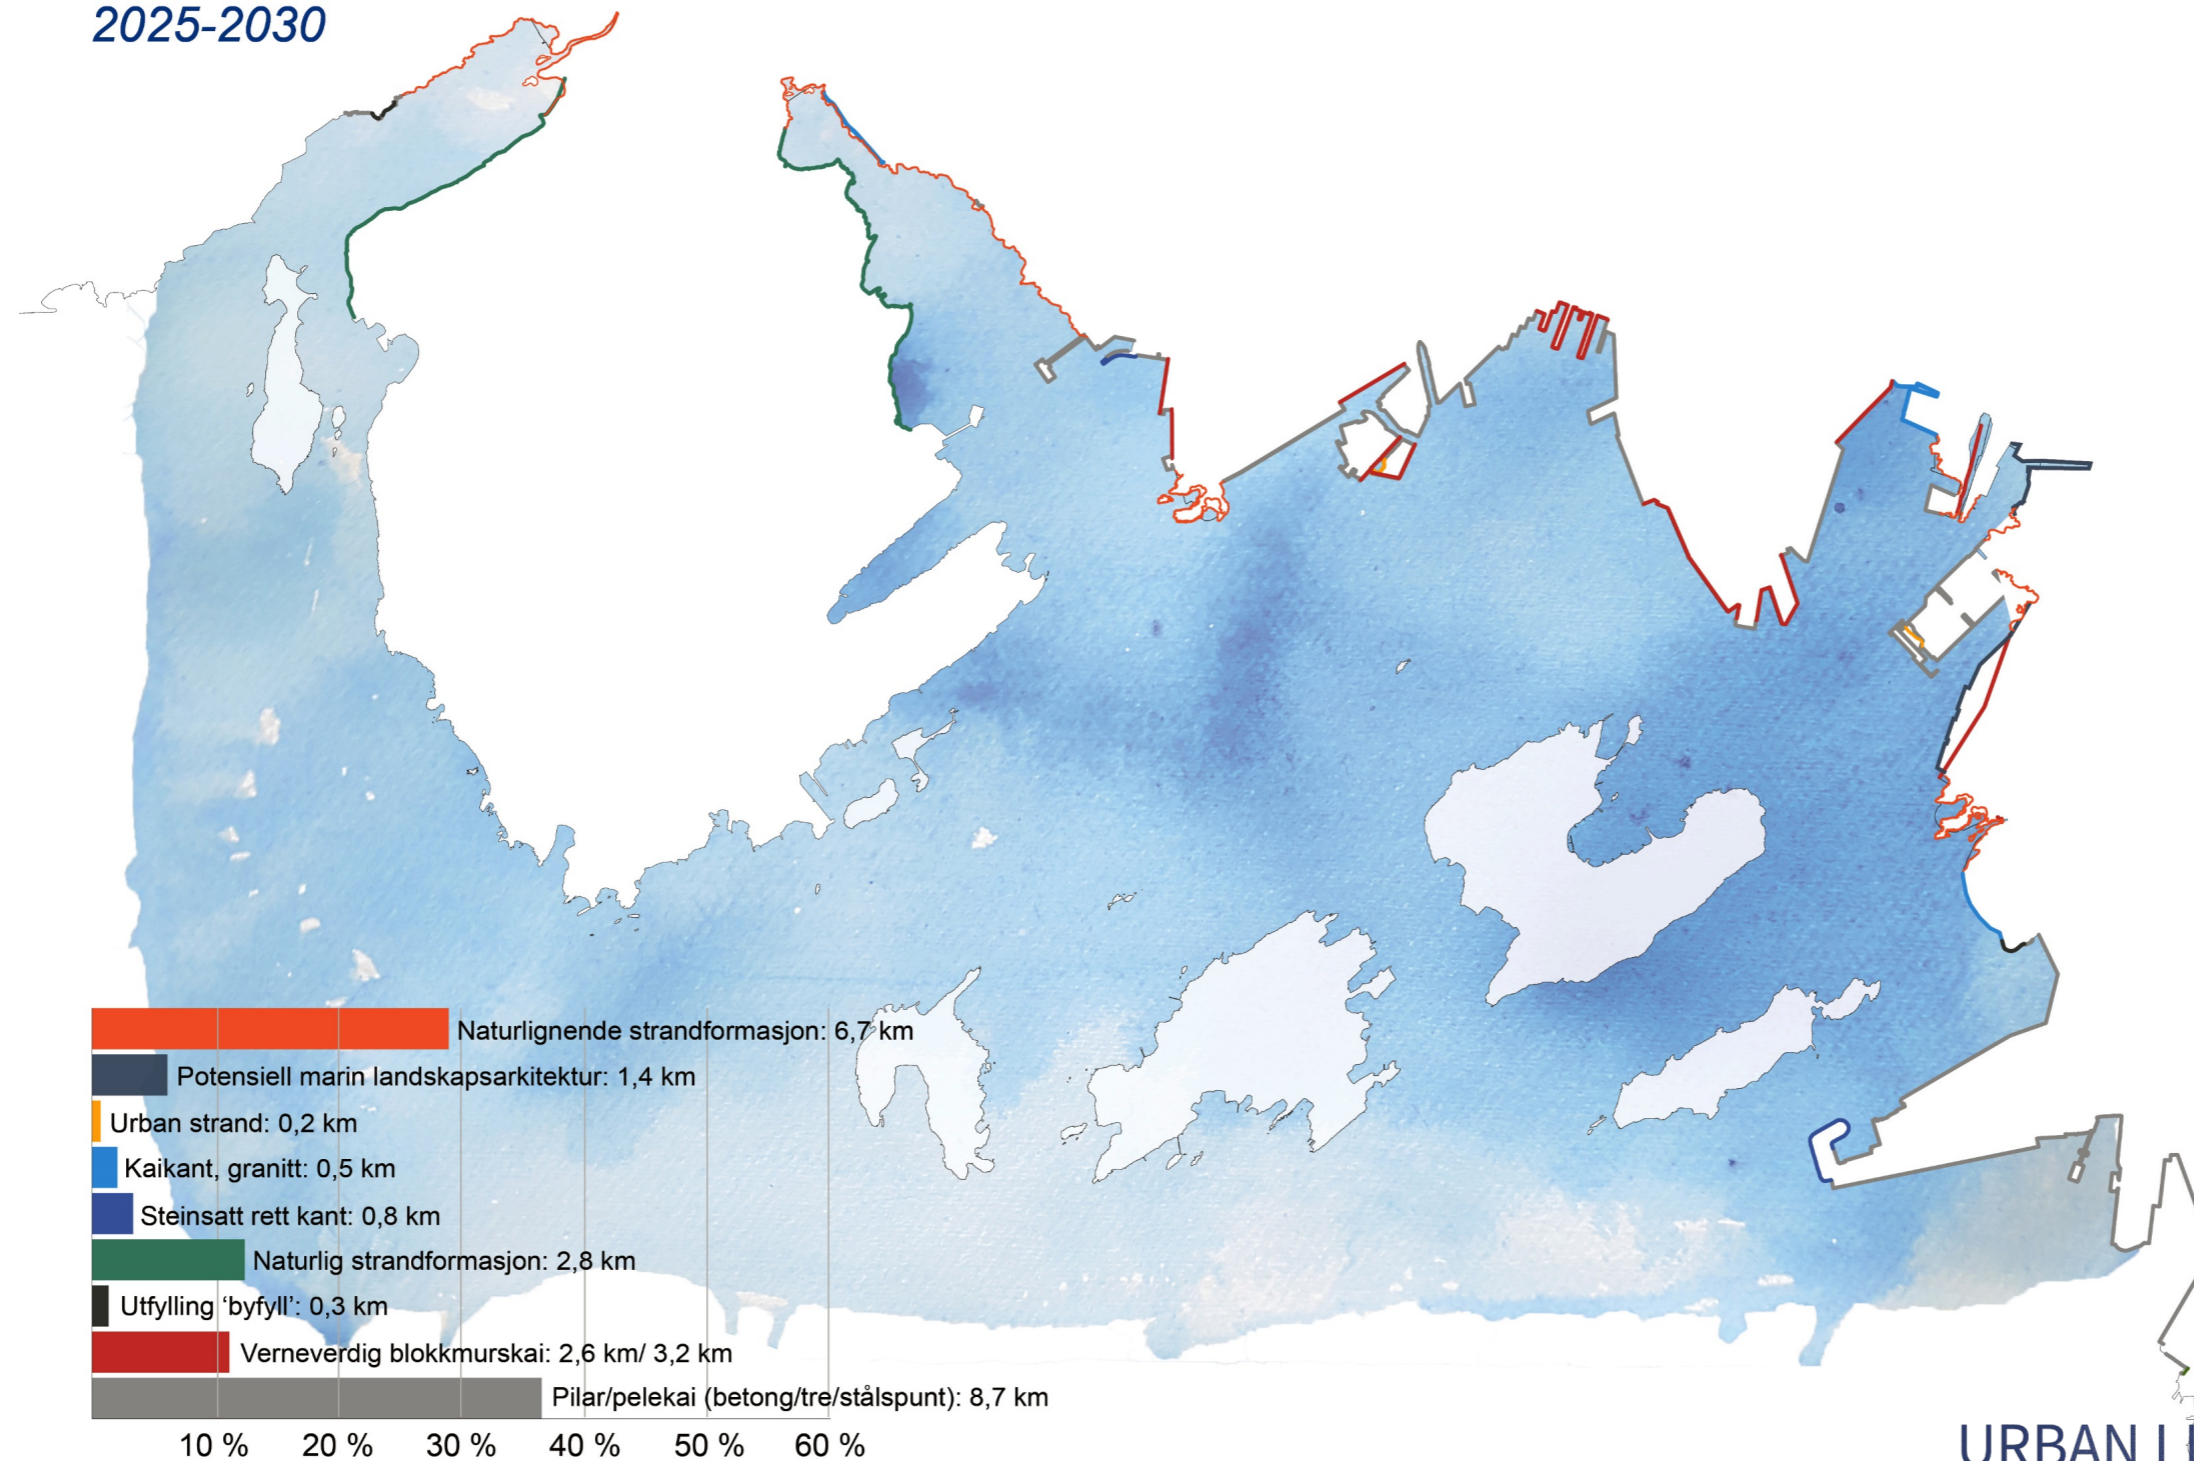 2025-2030
Naturlignende strandformasjon: 6,7 km
Potensiell marin landskapsarkitektur: 1,4 km
Urban strand: 0,2 km
Kaikant, granitt: 0,5 km
Steinsatt rett kant: 0,8 km
Naturlig strandformasjon: 2,8 km
Utfylling ‘byfyll’: 0,3 km
Verneverdig blokkmurskai: 2,6 km/ 3,2 km
Pilar/pelekai (betong/tre/stålspunt): 8,7 km
10 % 20 % 30 % 40 % 50 % 60 %
URBAN